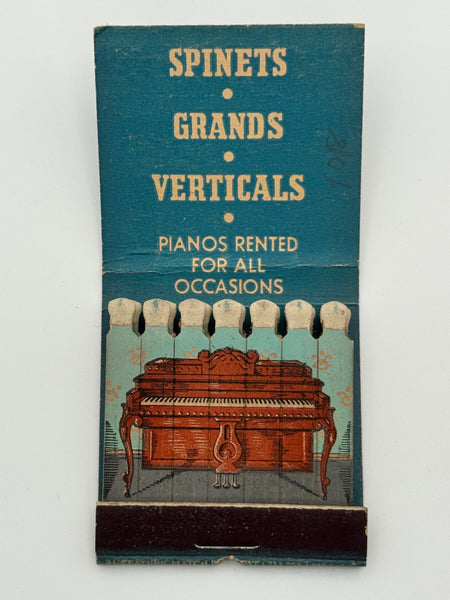 SPINETS
•
GRANDS
•
VERTICALS
•
PIANOS RENTED
FOR ALL
OCCASIONS